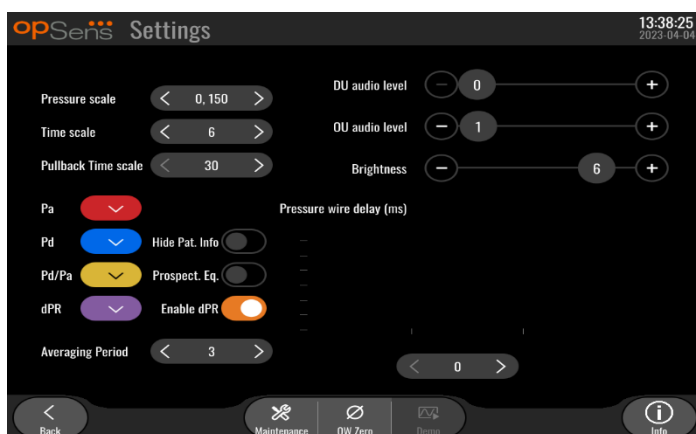 opSens Settings
13:38:25
2023-04-04
Pressure scale 0, 150
Time scale 6
Pullback Time scale 30
DU audio level 0
OU audio level 1
Brightness 6
Pa
Pd
Pd/Pa
dPR
Hide Pat. Info
Prospect. Eq.
Enable dPR
Averaging Period 3
Pressure wire delay (ms)
0
Back
Maintenance
OW Zero
Demo
Info